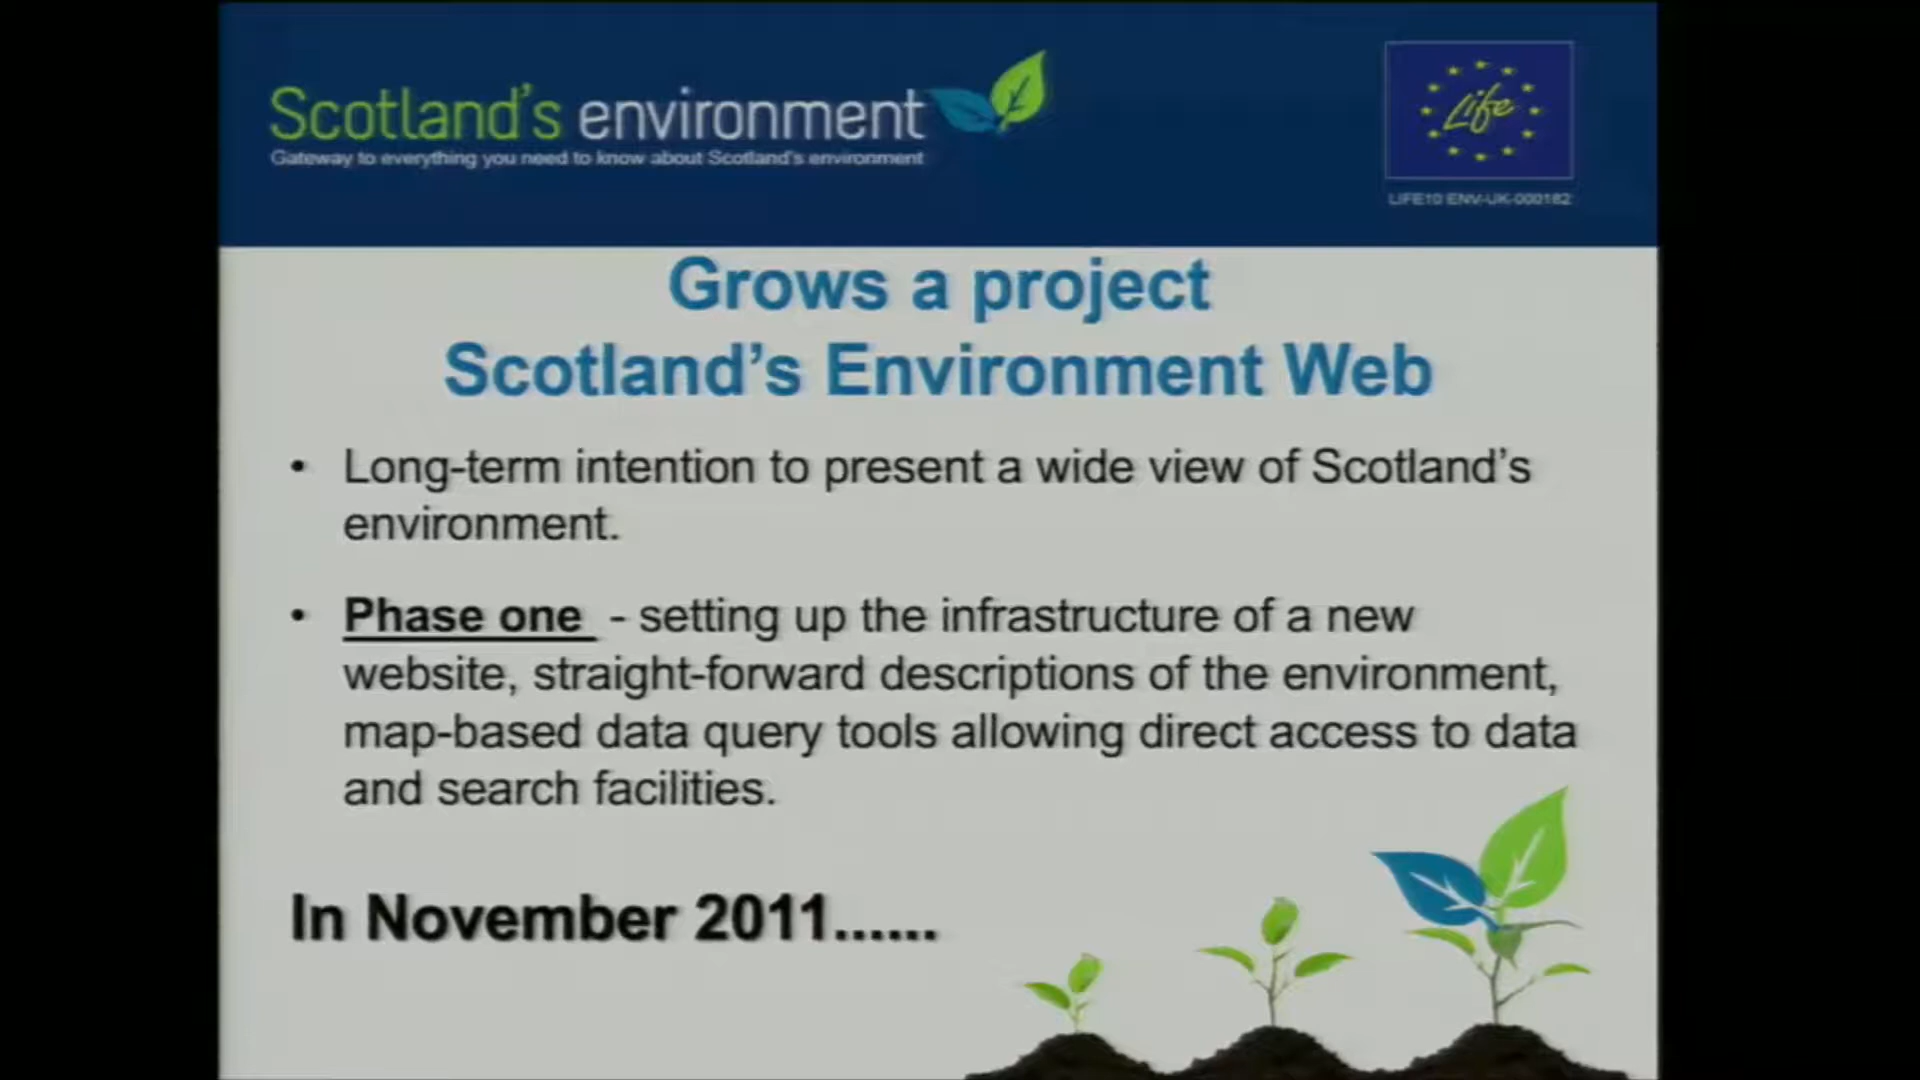 Scotland's environment
Gateway to everything you need to know about Scotland's environment
Life
LIFE10 ENV-UK-000182
Grows a project
Scotland's Environment Web
• Long-term intention to present a wide view of Scotland's
environment.
• Phase one - setting up the infrastructure of a new
website, straight-forward descriptions of the environment,
map-based data query tools allowing direct access to data
and search facilities.
In November 2011......